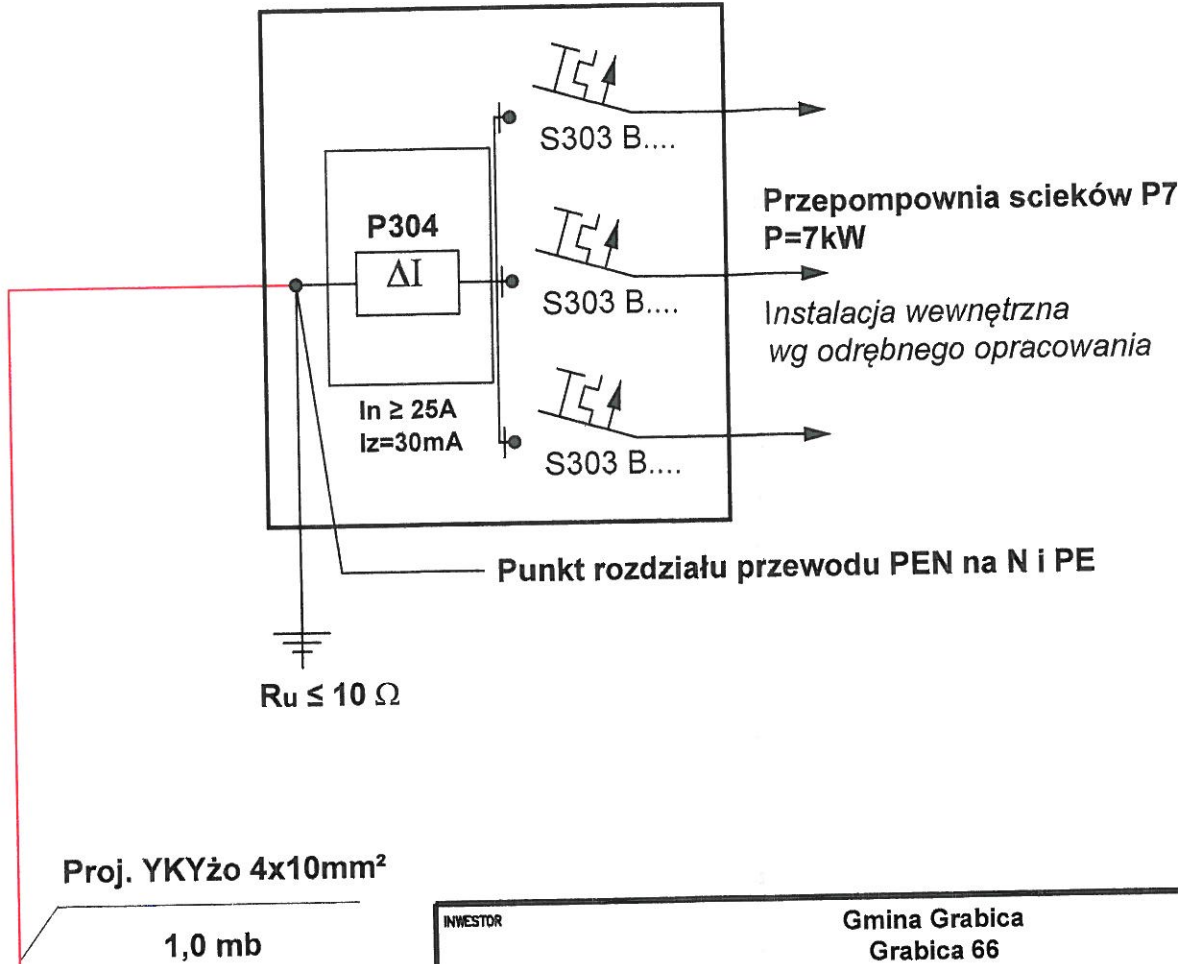 S303 B....
P304
ΔI
Przepompownia scieków P7
P=7kW
S303 B....
Instalacja wewnętrzna
wg odrębnego opracowania
In ≥ 25A
Iz=30mA
S303 B....
Punkt rozdziału przewodu PEN na N i PE
Ru ≤ 10 Ω
Proj. YKYżo 4x10mm²
1,0 mb
INWESTOR
Gmina Grabica
Grabica 66